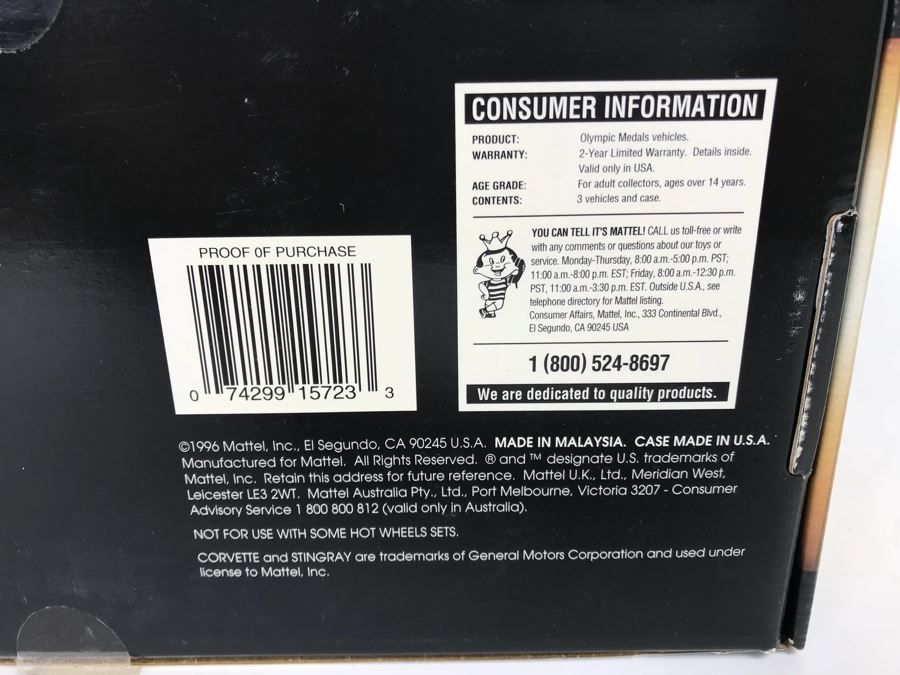 CONSUMER INFORMATION
PRODUCT: Olympic Medals vehicles.
WARRANTY: 2-Year Limited Warranty. Details inside.
Valid only in USA.
AGE GRADE: For adult collectors, ages over 14 years.
CONTENTS: 3 vehicles and case.
YOU CAN TELL IT'S MATTEL! CALL us toll-free or write
with any comments or questions about our toys or
service. Monday-Thursday, 8:00 a.m.-5:00 p.m. PST;
11:00 a.m.-8:00 p.m. EST; Friday, 8:00 a.m.-12:30 p.m.
PST, 11:00 a.m.-3:30 p.m. EST. Outside U.S.A., see
telephone directory for Mattel listing.
Consumer Affairs, Mattel, Inc., 333 Continental Blvd.,
El Segundo, CA 90245 USA
1 (800) 524-8697
We are dedicated to quality products.
PROOF OF PURCHASE
0 74299 15723 3
©1996 Mattel, Inc., El Segundo, CA 90245 U.S.A. MADE IN MALAYSIA. CASE MADE IN U.S.A.
Manufactured for Mattel. All Rights Reserved. ® and ™ designate U.S. trademarks of
Mattel, Inc. Retain this address for future reference. Mattel U.K., Ltd., Meridian West,
Leicester LE3 2WT. Mattel Australia Pty., Ltd., Port Melbourne, Victoria 3207 - Consumer
Advisory Service 1 800 800 812 (valid only in Australia).
NOT FOR USE WITH SOME HOT WHEELS SETS.
CORVETTE and STINGRAY are trademarks of General Motors Corporation and used under
license to Mattel, Inc.